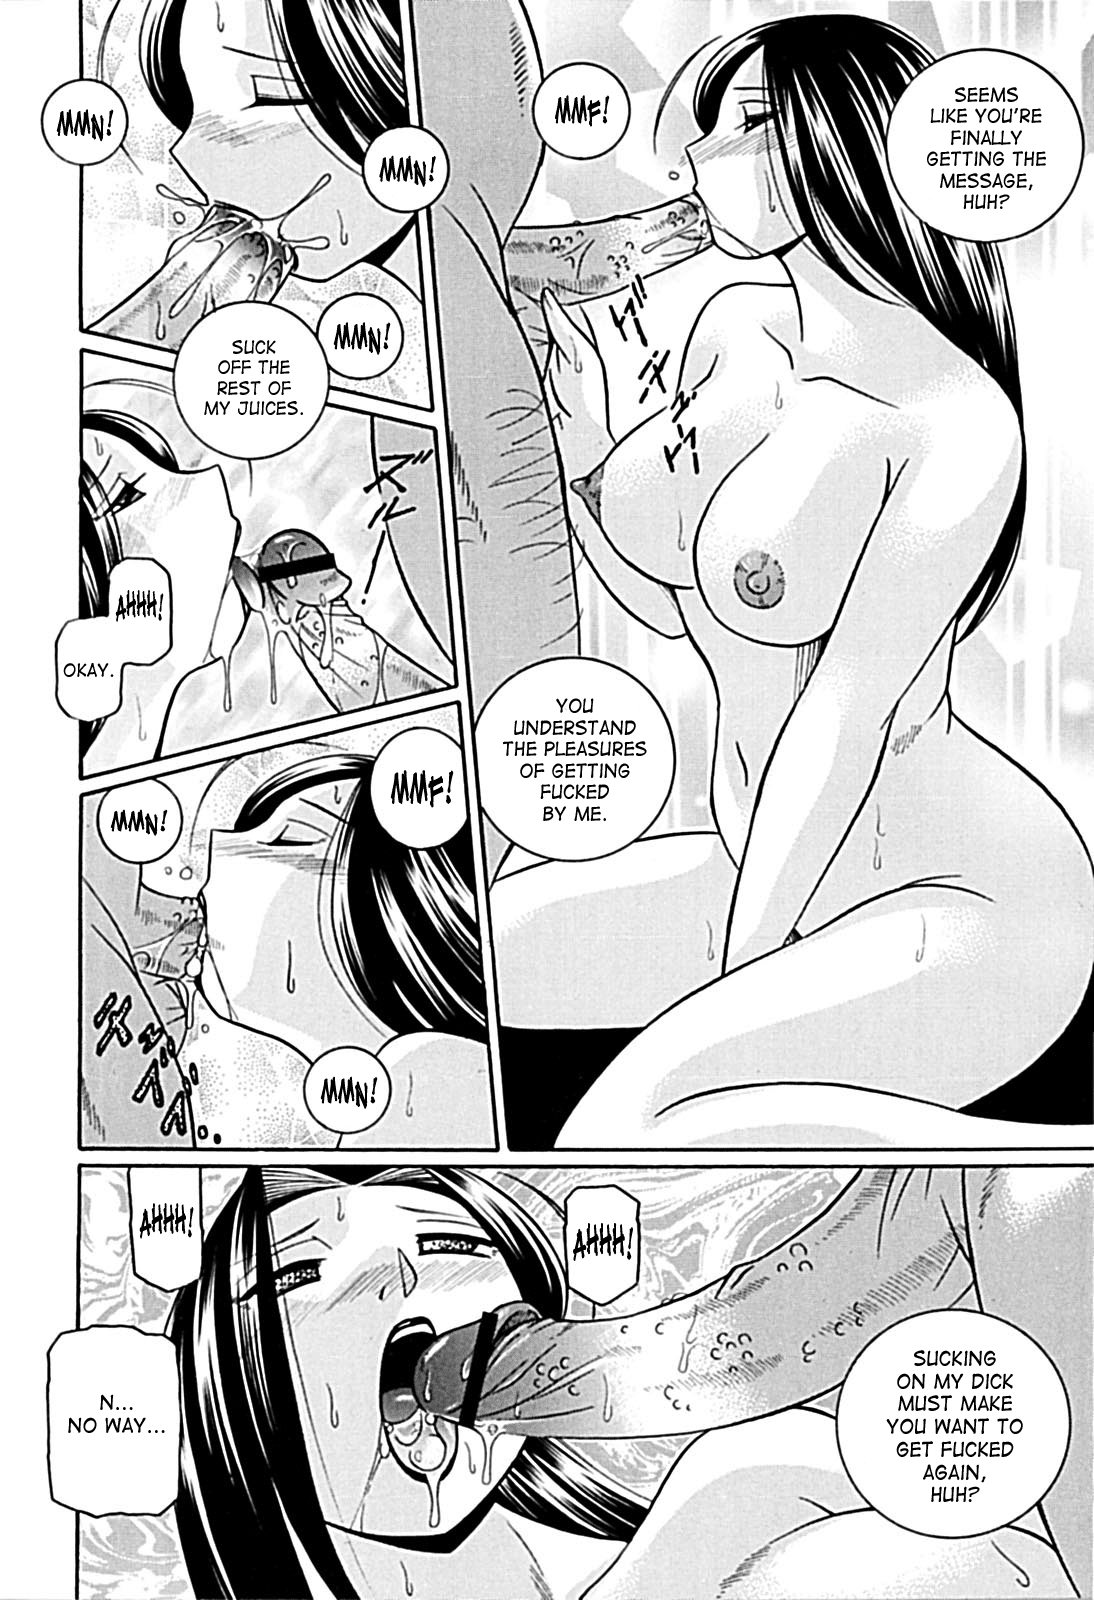 SEEMS
LIKE YOU'RE
FINALLY
GETTING THE
MESSAGE,
HUH?
MMF!
YOU
UNDERSTAND
THE PLEASURES
OF GETTING
FUCKED
BY ME.
MMN!
MMN!
MMN!
SUCK
OFF THE
REST OF
MY JUICES.
AHHH!
OKAY.
MMF!
MMN!
MMN!
AHHH!
AHHH!
SUCKING
ON MY DICK
MUST MAKE
YOU WANT TO
GET FUCKED
AGAIN,
HUH?
N...
NO WAY...